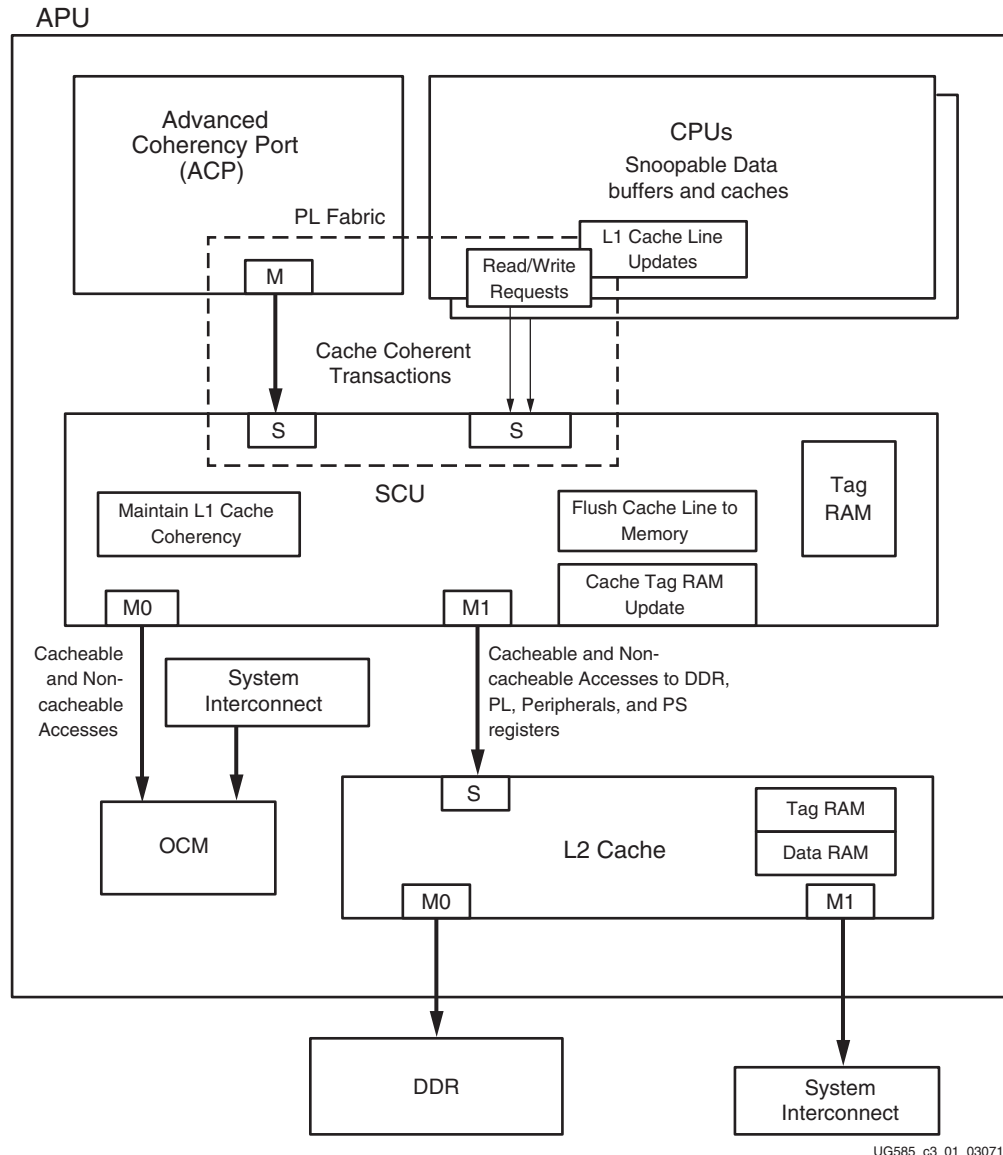 APU
Advanced
Coherency Port
(ACP)
CPUs
Snoopable Data
buffers and caches
PL Fabric
L1 Cache Line
Updates
Read/Write
Requests
M
Cache Coherent
Transactions
S
S
SCU
Tag
RAM
Maintain L1 Cache
Coherency
Flush Cache Line to
Memory
Cache Tag RAM
Update
M0
M1
Cacheable
and Non-
cacheable
Accesses
System
Interconnect
Cacheable and Non-
cacheable Accesses to DDR,
PL, Peripherals, and PS
registers
S
OCM
L2 Cache
Tag RAM
Data RAM
M0
M1
DDR
System
Interconnect
UG585_c3_01_03071